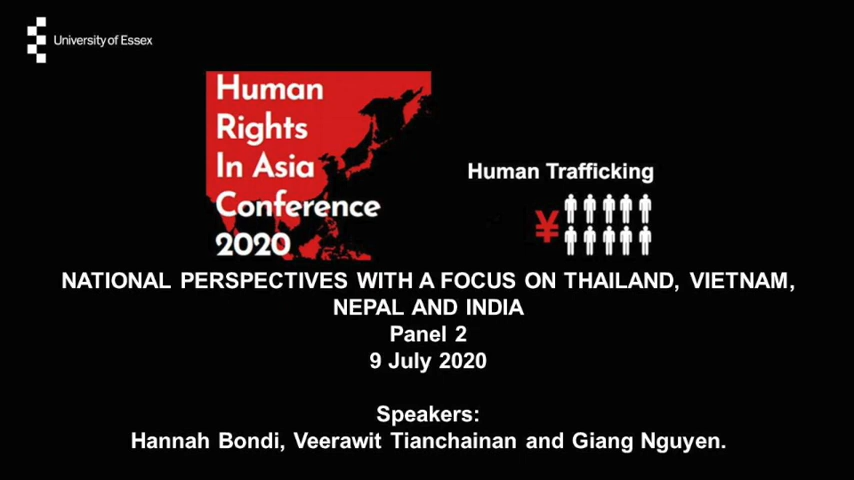 University of Essex
Human
Rights
In Asia
Conference
2020
Human Trafficking
¥
NATIONAL PERSPECTIVES WITH A FOCUS ON THAILAND, VIETNAM,
NEPAL AND INDIA
Panel 2
9 July 2020
Speakers:
Hannah Bondi, Veerawit Tianchainan and Giang Nguyen.